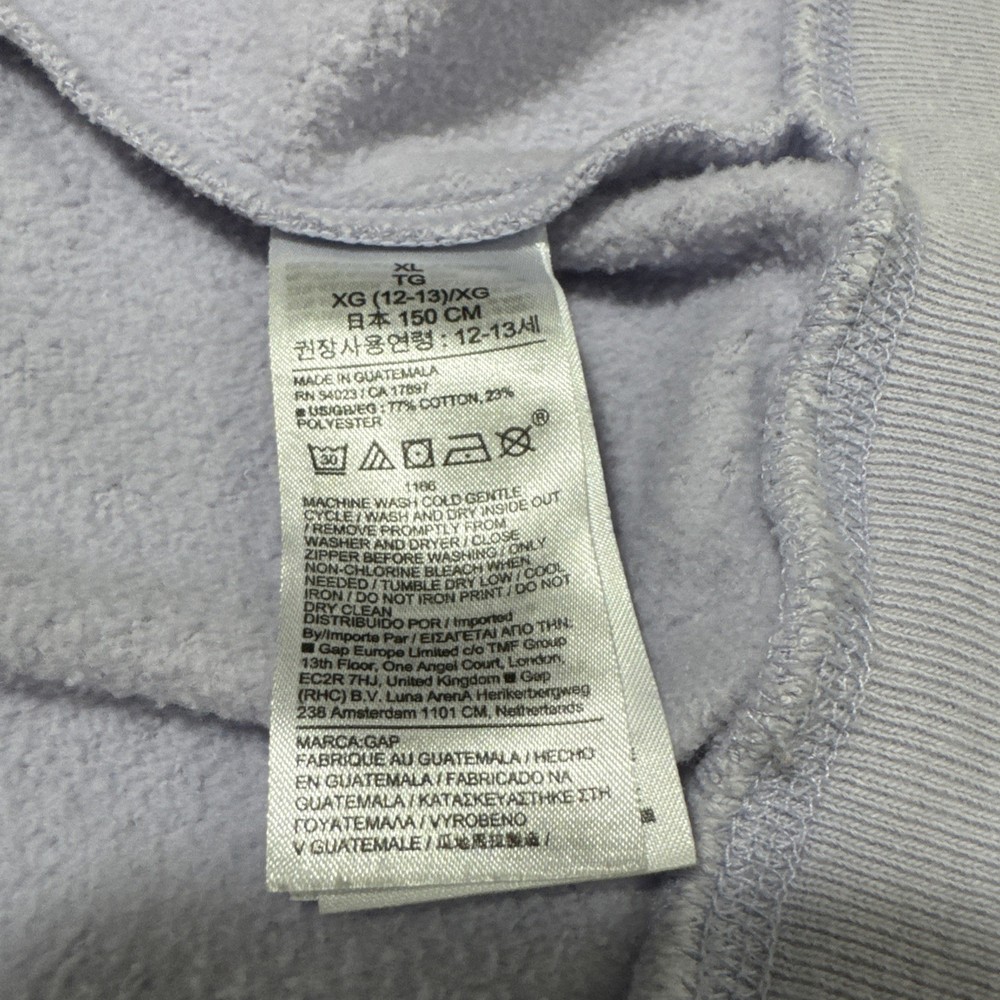 XL
TG
XG (12-13)/XG
日本 150 CM
권장사용연령 : 12-13세
MADE IN GUATEMALA
RN 54023 / CA 17897
■ US/GB/EG : 77% COTTON, 23%
POLYESTER
30
®
1166
MACHINE WASH COLD GENTLE
CYCLE / WASH AND DRY INSIDE OUT
/ REMOVE PROMPTLY FROM
WASHER AND DRYER / CLOSE
ZIPPER BEFORE WASHING / ONLY
NON-CHLORINE BLEACH WHEN
NEEDED / TUMBLE DRY LOW / COOL
IRON / DO NOT IRON PRINT / DO NOT
DRY CLEAN
DISTRIBUIDO POR / Imported
By/Importe Par / ΕΙΣΑΓΕΤΑΙ ΑΠΟ ΤΗΝ:
■ Gap Europe Limited c/o TMF Group
13th Floor, One Angel Court, London,
EC2R 7HJ, United Kingdom ■ Gap
(RHC) B.V. Luna ArenA Herikerbergweg
238 Amsterdam 1101 CM, Netherlands
MARCA:GAP
FABRIQUE AU GUATEMALA / HECHO
EN GUATEMALA / FABRICADO NA
GUATEMALA / ΚΑΤΑΣΚΕΥΑΣΤΗΚΕ ΣΤΗ
ΓΟΥΑΤΕΜΑΛΑ / VYROBENO
V GUATEMALE / 瓜地馬拉製造 /